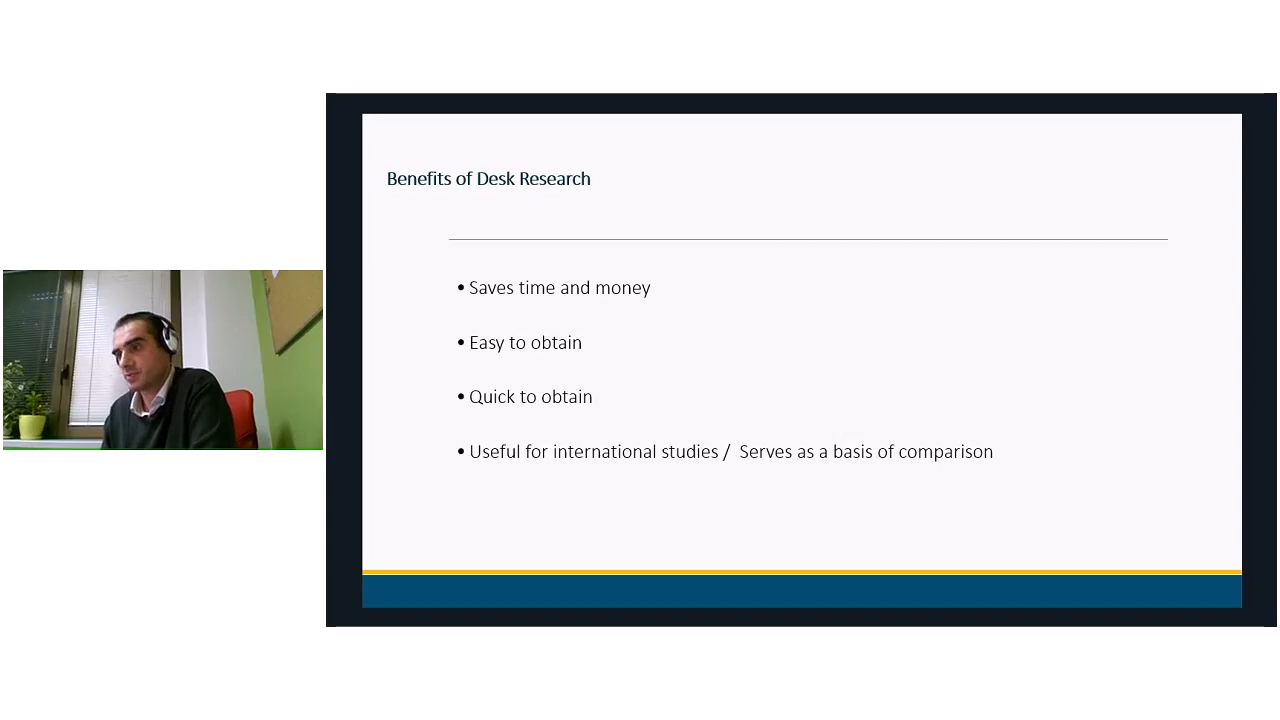 Benefits of Desk Research
• Saves time and money
• Easy to obtain
• Quick to obtain
• Useful for international studies /  Serves as a basis of comparison